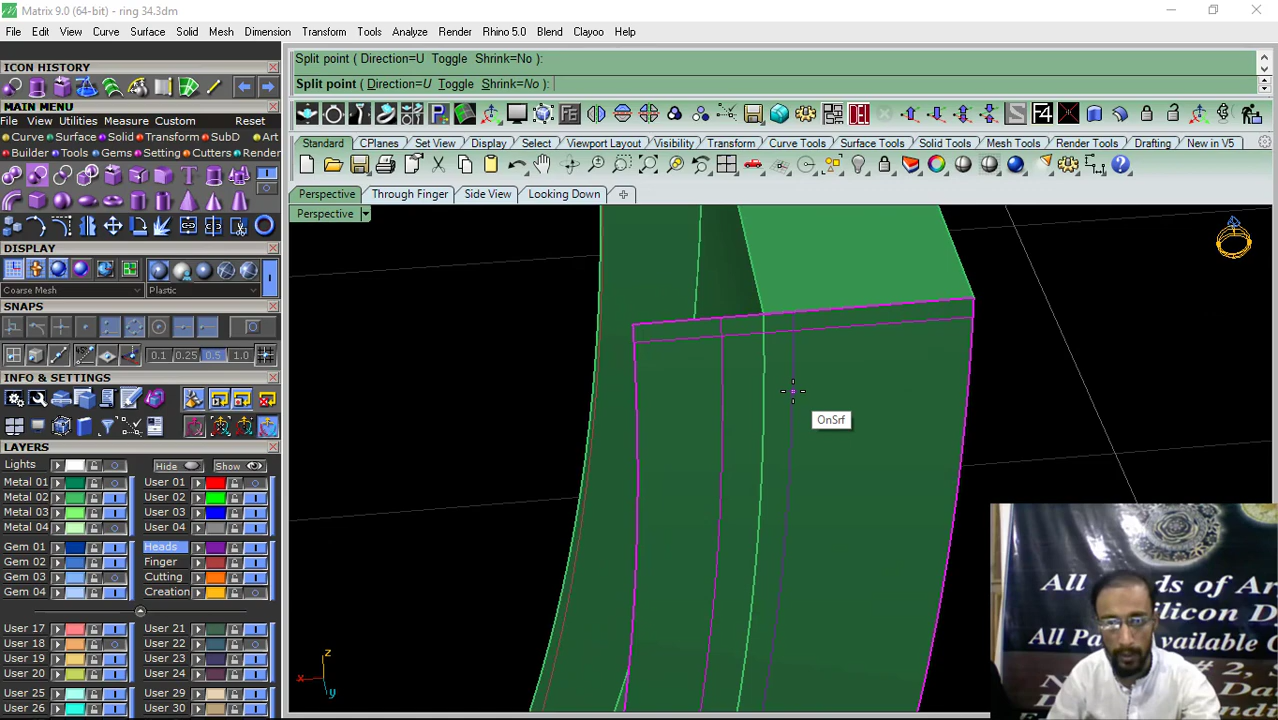 Matrix 9.0 (64-bit) - ring 34.3dm
File Edit View Curve Surface Solid Mesh Dimension Transform Tools Analyze Render Rhino 5.0 Blend Clayoo Help
ICON HISTORY
MAIN MENU
File Utilities Measure Custom
Curve Surface Solid Transform SubD Art
Builder Tools Gems Setting Cutters Render
DISPLAY
Coarse Mesh Plastic
SNAPS
0.1 0.25 0.5 1.0
INFO & SETTINGS
LAYERS
Lights Hide Show
Metal 01 User 01
Metal 02 User 02
Metal 03 User 03
Metal 04 User 04
Gem 01 Heads
Gem 02 Finger
Gem 03 Cutting
Gem 04 Creation
User 17 User 21
User 18 User 22
User 19 User 23
User 20 User 24
User 25 User 29
User 26 User 30
Split point ( Direction=U Toggle Shrink=No ):
Split point ( Direction=U Toggle Shrink=No ):
F4
Standard CPlanes Set View Display Select Viewport Layout Visibility Transform Curve Tools Surface Tools Solid Tools Mesh Tools Render Tools Drafting New in V5
Perspective Through Finger Side View Looking Down
Perspective
OnSrf
z
x
y
All
ds of Ar
ilicon D
All Pa
vailable C
# 2,